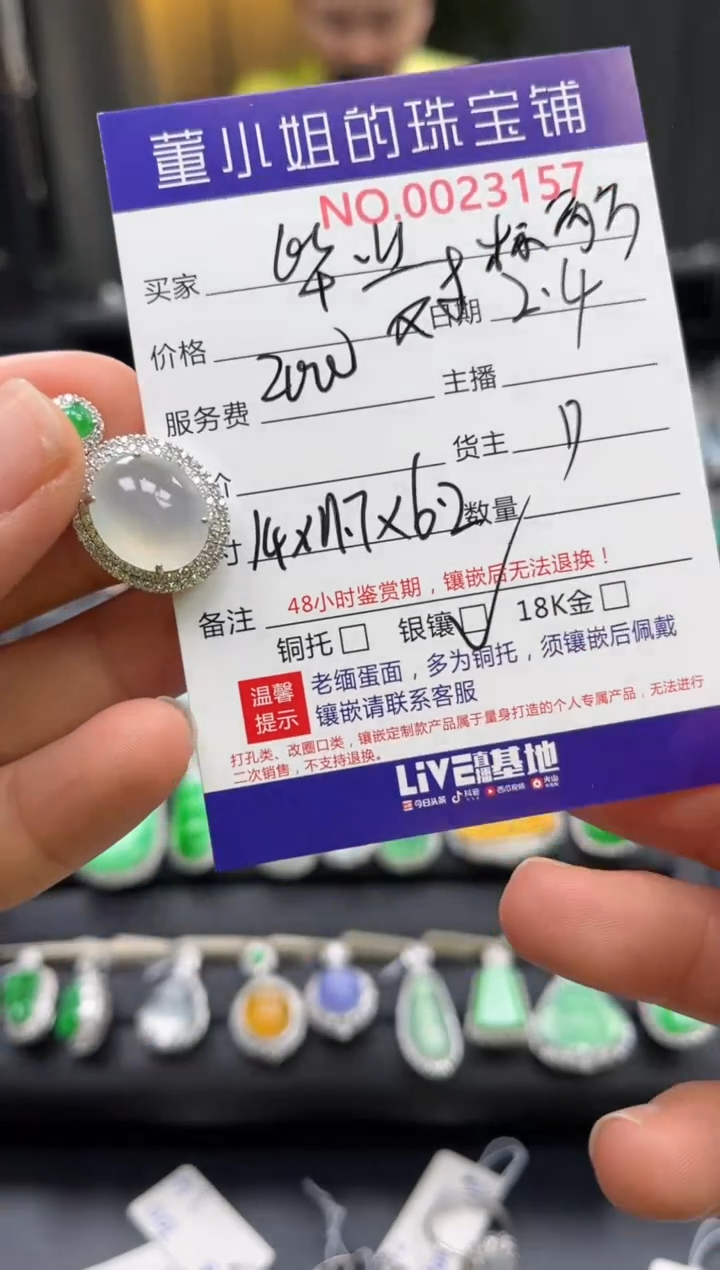 董小姐的珠宝铺
NO.0023157
买家 毕业
价格 2000 日期 2.4
服务费 主播
价 货主
寸 14×11.7×6.2 数量
备注 48小时鉴赏期，镶嵌后无法退换！
铜托□ 银镶☑ 18K金□
温馨提示
老缅蛋面，多为铜托，须镶嵌后佩戴
镶嵌请联系客服
打孔类、改圈口类，镶嵌定制款产品属于量身打造的个人专属产品，无法进行
二次销售，不支持退换。
LIVE直播基地
今日头条 抖音 西瓜视频 火山